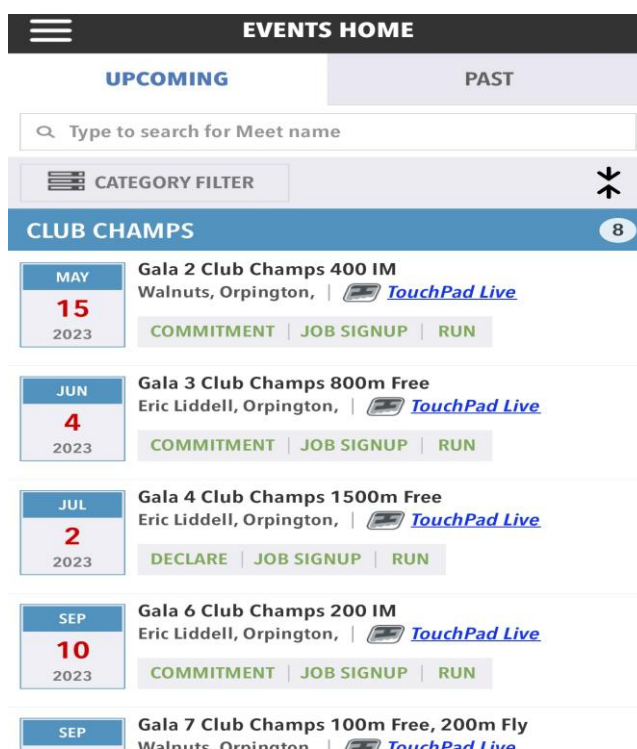 EVENTS HOME
UPCOMING PAST
Type to search for Meet name
CATEGORY FILTER
CLUB CHAMPS 8
MAY 15 2023
Gala 2 Club Champs 400 IM
Walnuts, Orpington, | TouchPad Live
COMMITMENT | JOB SIGNUP | RUN
JUN 4 2023
Gala 3 Club Champs 800m Free
Eric Liddell, Orpington, | TouchPad Live
COMMITMENT | JOB SIGNUP | RUN
JUL 2 2023
Gala 4 Club Champs 1500m Free
Eric Liddell, Orpington, | TouchPad Live
DECLARE | JOB SIGNUP | RUN
SEP 10 2023
Gala 6 Club Champs 200 IM
Eric Liddell, Orpington, | TouchPad Live
COMMITMENT | JOB SIGNUP | RUN
SEP
Gala 7 Club Champs 100m Free, 200m Fly
Walnuts, Orpington, | TouchPad Live